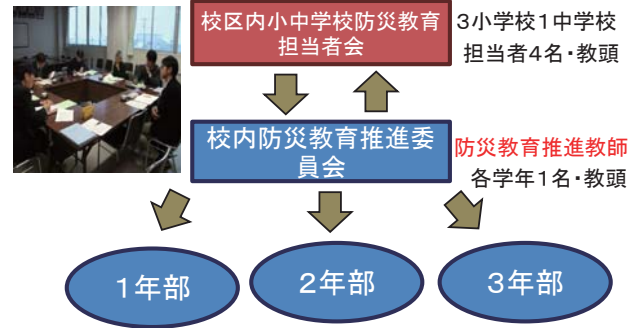 校区内小中学校防災教育
担当者会
3小学校1中学校
担当者4名・教頭
校内防災教育推進委
員会
防災教育推進教師
各学年1名・教頭
1年部
2年部
3年部